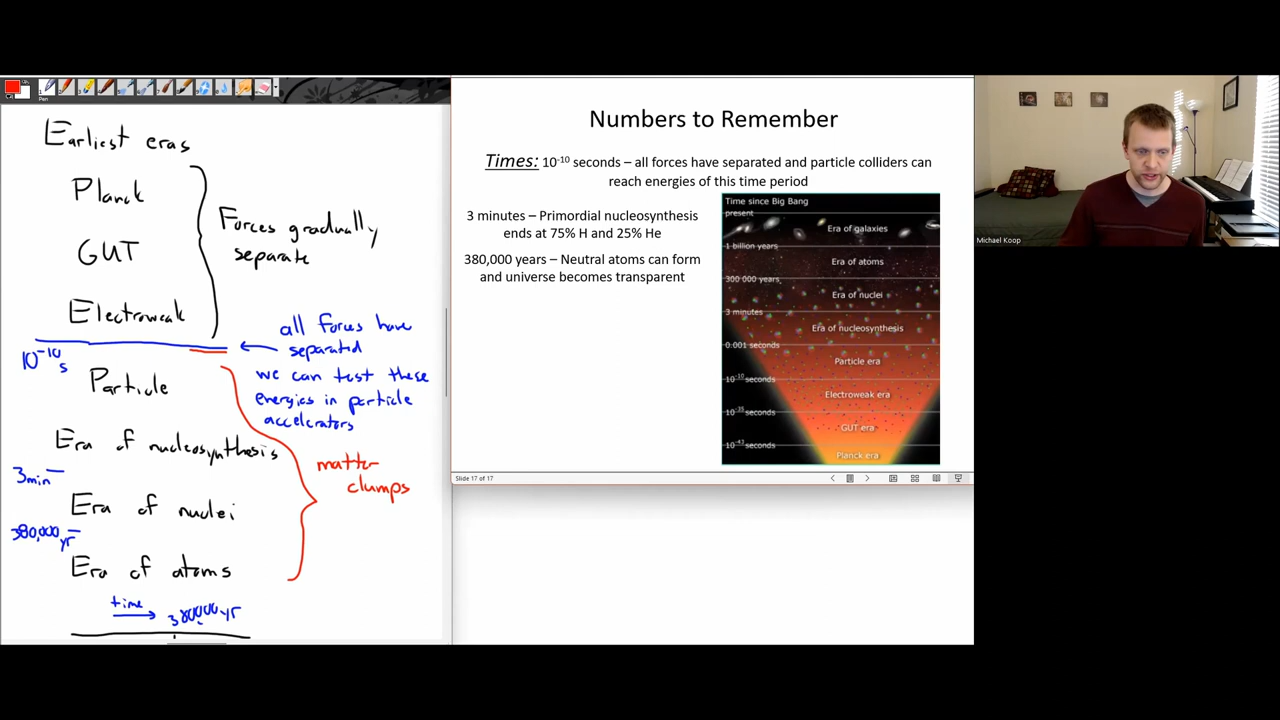 Pen
Earliest eras
Planck
GUT
Electroweak
Forces gradually
separate
10⁻¹⁰ s
all forces have
separated
we can test these
energies in particle
accelerators
Particle
Era of nucleosynthesis
3min
Era of nuclei
380,000 yr
Era of atoms
matter
clumps
time
380,000 yr
Numbers to Remember
Times: 10⁻¹⁰ seconds – all forces have separated and particle colliders can
reach energies of this time period
3 minutes – Primordial nucleosynthesis
ends at 75% H and 25% He
380,000 years – Neutral atoms can form
and universe becomes transparent
Time since Big Bang
present
Era of galaxies
1 billion years
Era of atoms
300 000 years
Era of nuclei
3 minutes
Era of nucleosynthesis
0.001 seconds
Particle era
10⁻¹⁰ seconds
Electroweak era
10⁻³⁵ seconds
GUT era
10⁻⁴³ seconds
Planck era
Slide 17 of 17
Michael Koop